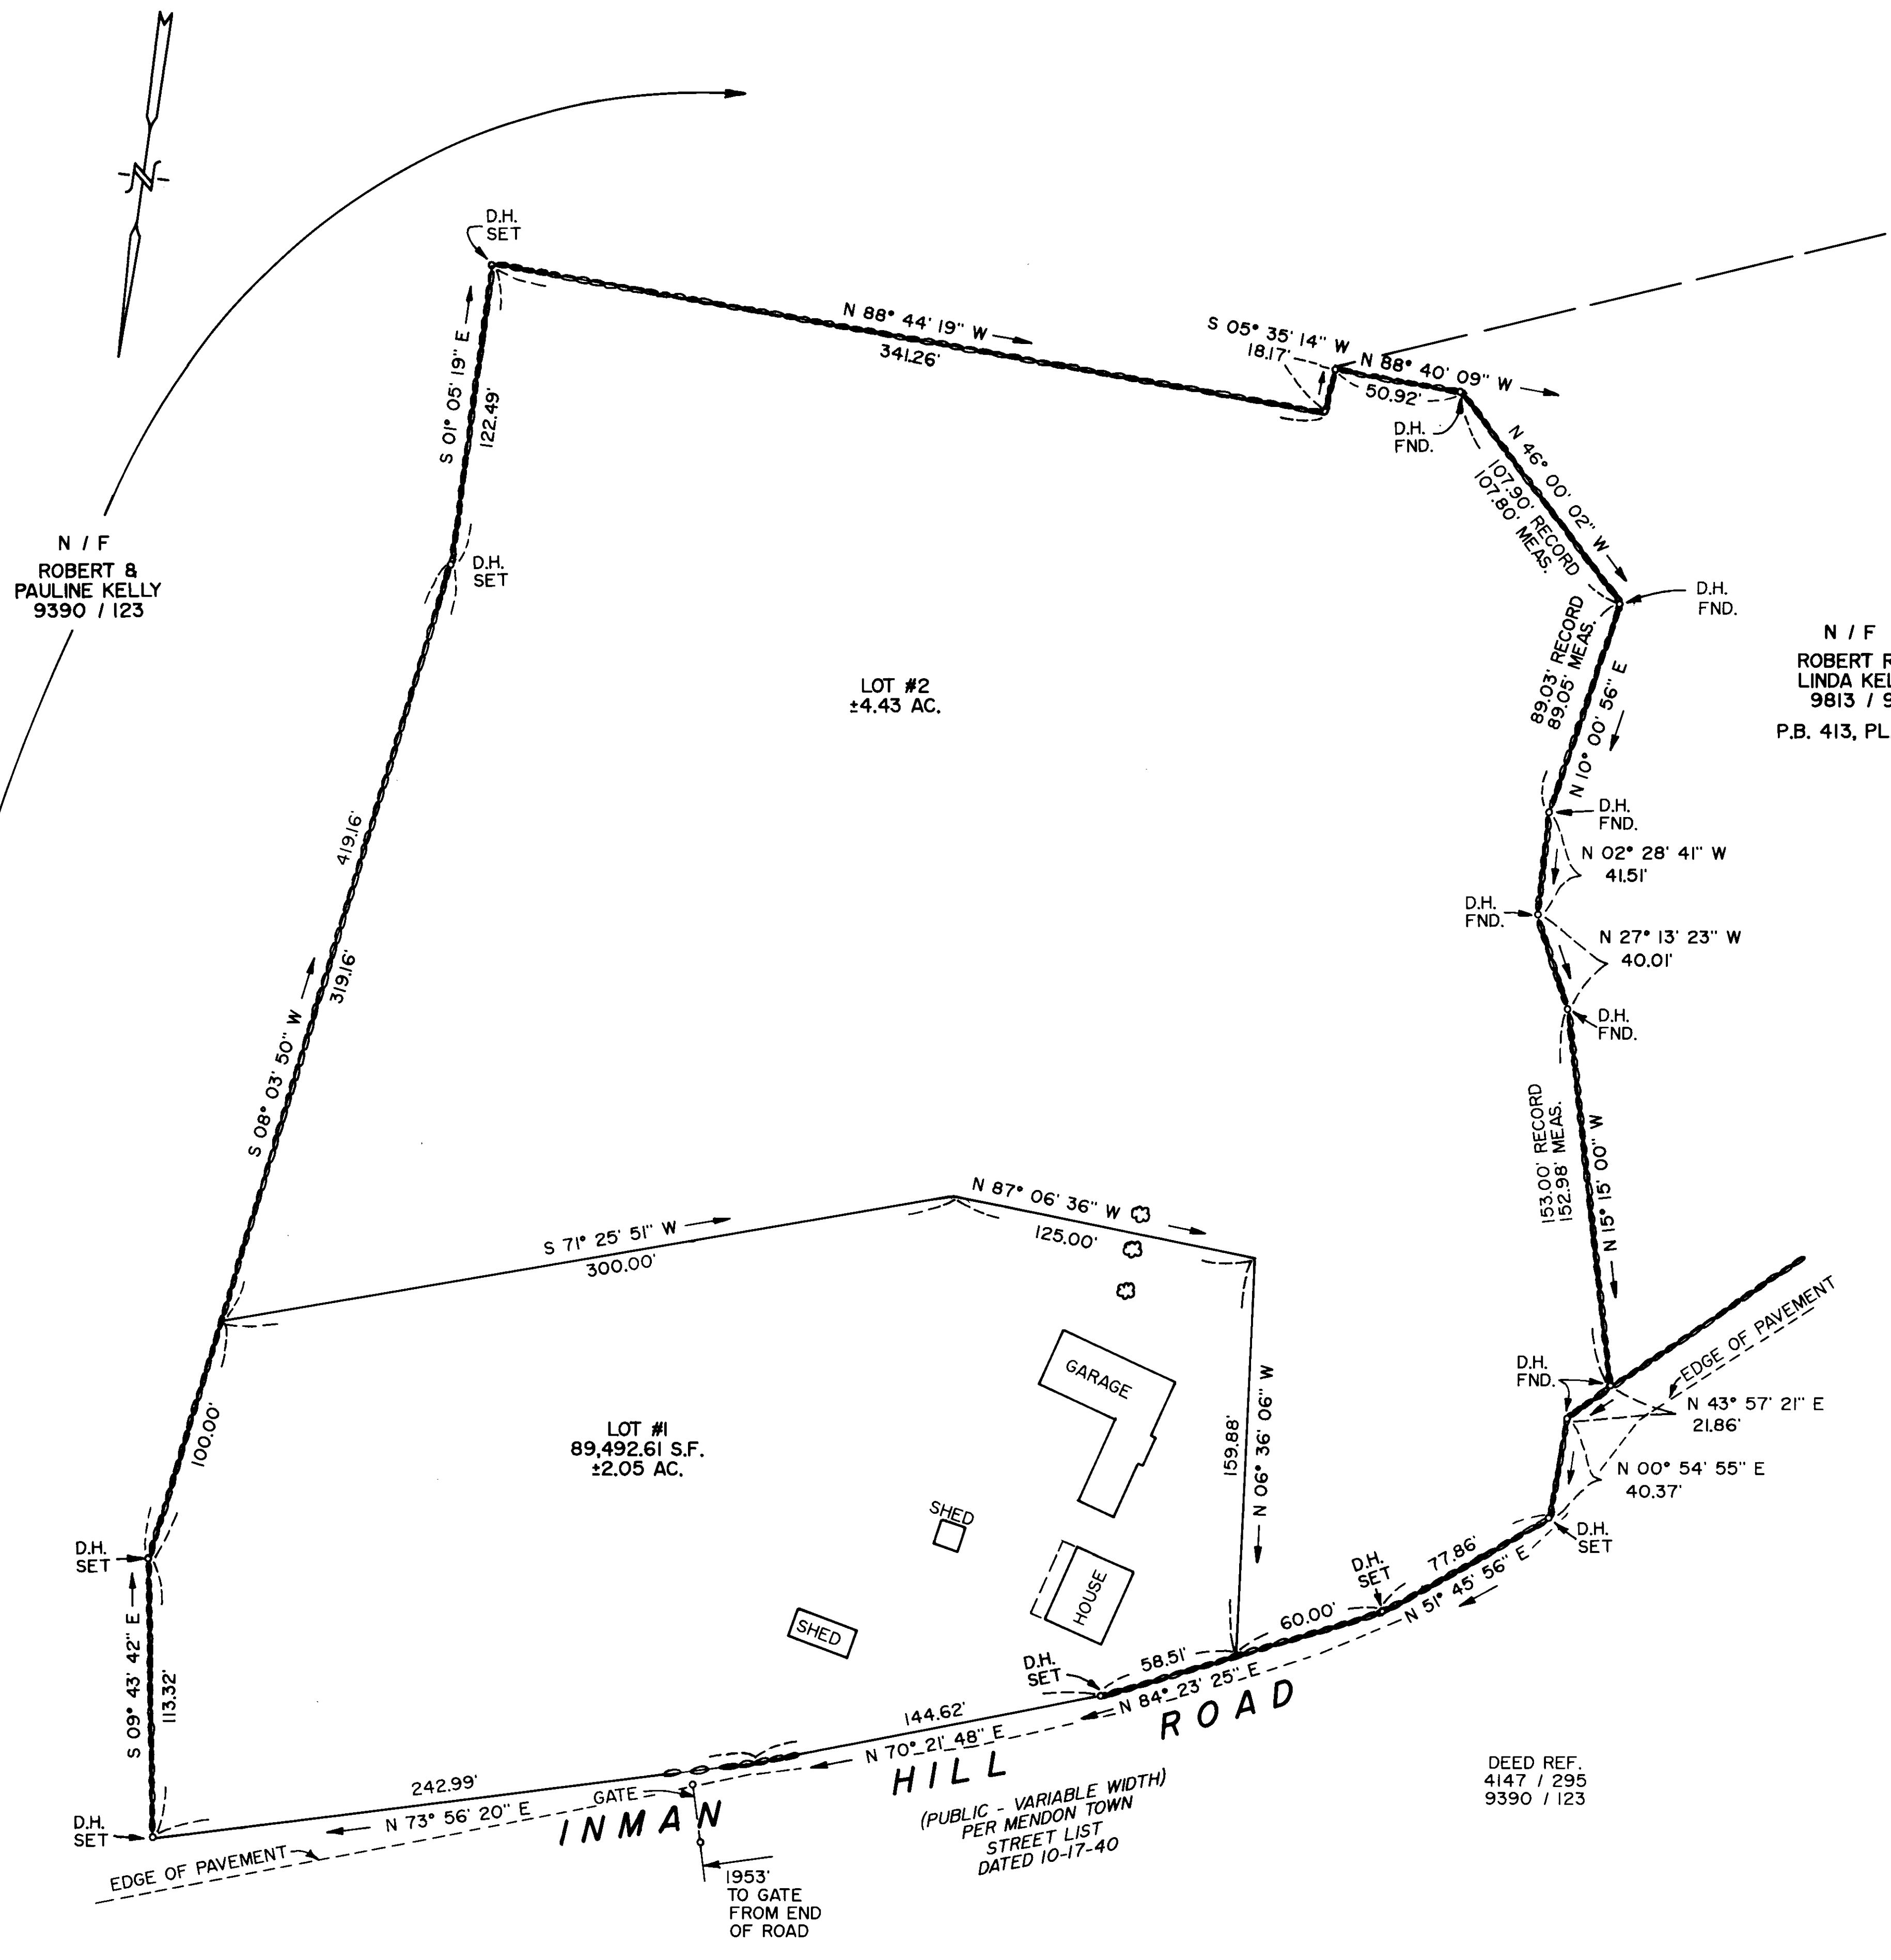 N
D.H.
SET
N 88° 44' 19" W
341.26'
S 05° 35' 14" W
18.17'
N 88° 40' 09" W
50.92'
D.H.
FND.
N 46° 00' 02" W
107.90' RECORD
107.80' MEAS.
S 01° 05' 19" E
122.49'
N / F
ROBERT &
PAULINE KELLY
9390 / 123
D.H.
SET
D.H.
FND.
89.03' RECORD
89.05' MEAS.
N 10° 00' 56" E
N / F
ROBERT R
LINDA KEL
9813 / 9
P.B. 413, PL
LOT #2
±4.43 AC.
D.H.
FND.
N 02° 28' 41" W
41.51'
D.H.
FND.
N 27° 13' 23" W
40.01'
D.H.
FND.
419.16'
319.16'
S 08° 03' 50" W
153.00' RECORD
152.98' MEAS.
N 15° 15' 00" W
S 71° 25' 51" W
300.00'
N 87° 06' 36" W
125.00'
EDGE OF PAVEMENT
D.H.
FND.
N 43° 57' 21" E
21.86'
N 00° 54' 55" E
40.37'
GARAGE
159.88'
N 06° 36' 06" W
100.00'
LOT #1
89,492.61 S.F.
±2.05 AC.
SHED
D.H.
SET
D.H.
SET
77.86'
N 51° 45' 56" E
D.H.
SET
HOUSE
SHED
60.00'
58.51'
N 84° 23' 25" E
D.H.
SET
S 09° 43' 42" E
113.32'
144.62'
N 70° 21' 48" E
242.99'
N 73° 56' 20" E
GATE
D.H.
SET
EDGE OF PAVEMENT
INMAN HILL ROAD
(PUBLIC - VARIABLE WIDTH)
PER MENDON TOWN
STREET LIST
DATED 10-17-40
1953'
TO GATE
FROM END
OF ROAD
DEED REF.
4147 / 295
9390 / 123